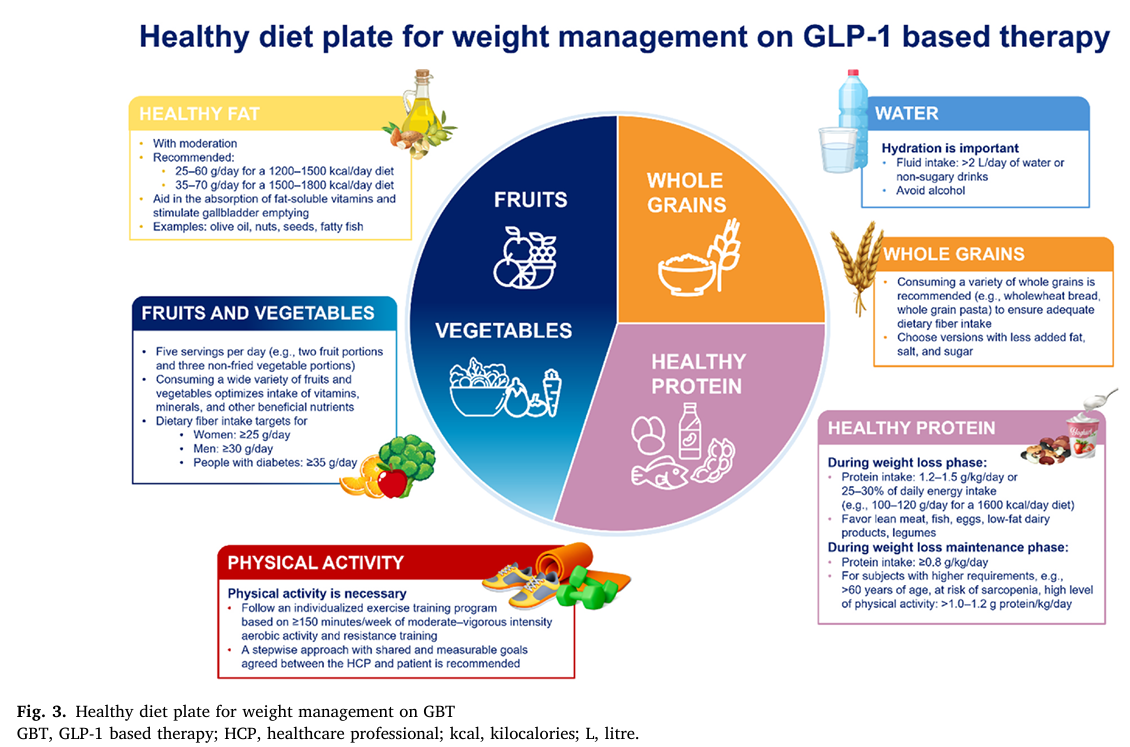 Healthy diet plate for weight management on GLP-1 based therapy
HEALTHY FAT
• With moderation
• Recommended:
• 25–60 g/day for a 1200–1500 kcal/day diet
• 35–70 g/day for a 1500–1800 kcal/day diet
• Aid in the absorption of fat-soluble vitamins and
stimulate gallbladder emptying
• Examples: olive oil, nuts, seeds, fatty fish
FRUITS AND VEGETABLES
• Five servings per day (e.g., two fruit portions
and three non-fried vegetable portions)
• Consuming a wide variety of fruits and
vegetables optimizes intake of vitamins,
minerals, and other beneficial nutrients
• Dietary fiber intake targets for
• Women: ≥25 g/day
• Men: ≥30 g/day
• People with diabetes: ≥35 g/day
FRUITS
VEGETABLES
WHOLE
GRAINS
HEALTHY
PROTEIN
WATER
Hydration is important
• Fluid intake: >2 L/day of water or
non-sugary drinks
• Avoid alcohol
WHOLE GRAINS
• Consuming a variety of whole grains is
recommended (e.g., wholewheat bread,
whole grain pasta) to ensure adequate
dietary fiber intake
• Choose versions with less added fat,
salt, and sugar
HEALTHY PROTEIN
During weight loss phase:
• Protein intake: 1.2–1.5 g/kg/day or
25–30% of daily energy intake
(e.g., 100–120 g/day for a 1600 kcal/day diet)
• Favor lean meat, fish, eggs, low-fat dairy
products, legumes
During weight loss maintenance phase:
• Protein intake: ≥0.8 g/kg/day
• For subjects with higher requirements, e.g.,
>60 years of age, at risk of sarcopenia, high level
of physical activity: >1.0–1.2 g protein/kg/day
PHYSICAL ACTIVITY
Physical activity is necessary
• Follow an individualized exercise training program
based on ≥150 minutes/week of moderate–vigorous intensity
aerobic activity and resistance training
• A stepwise approach with shared and measurable goals
agreed between the HCP and patient is recommended
Fig. 3. Healthy diet plate for weight management on GBT
GBT, GLP-1 based therapy; HCP, healthcare professional; kcal, kilocalories; L, litre.